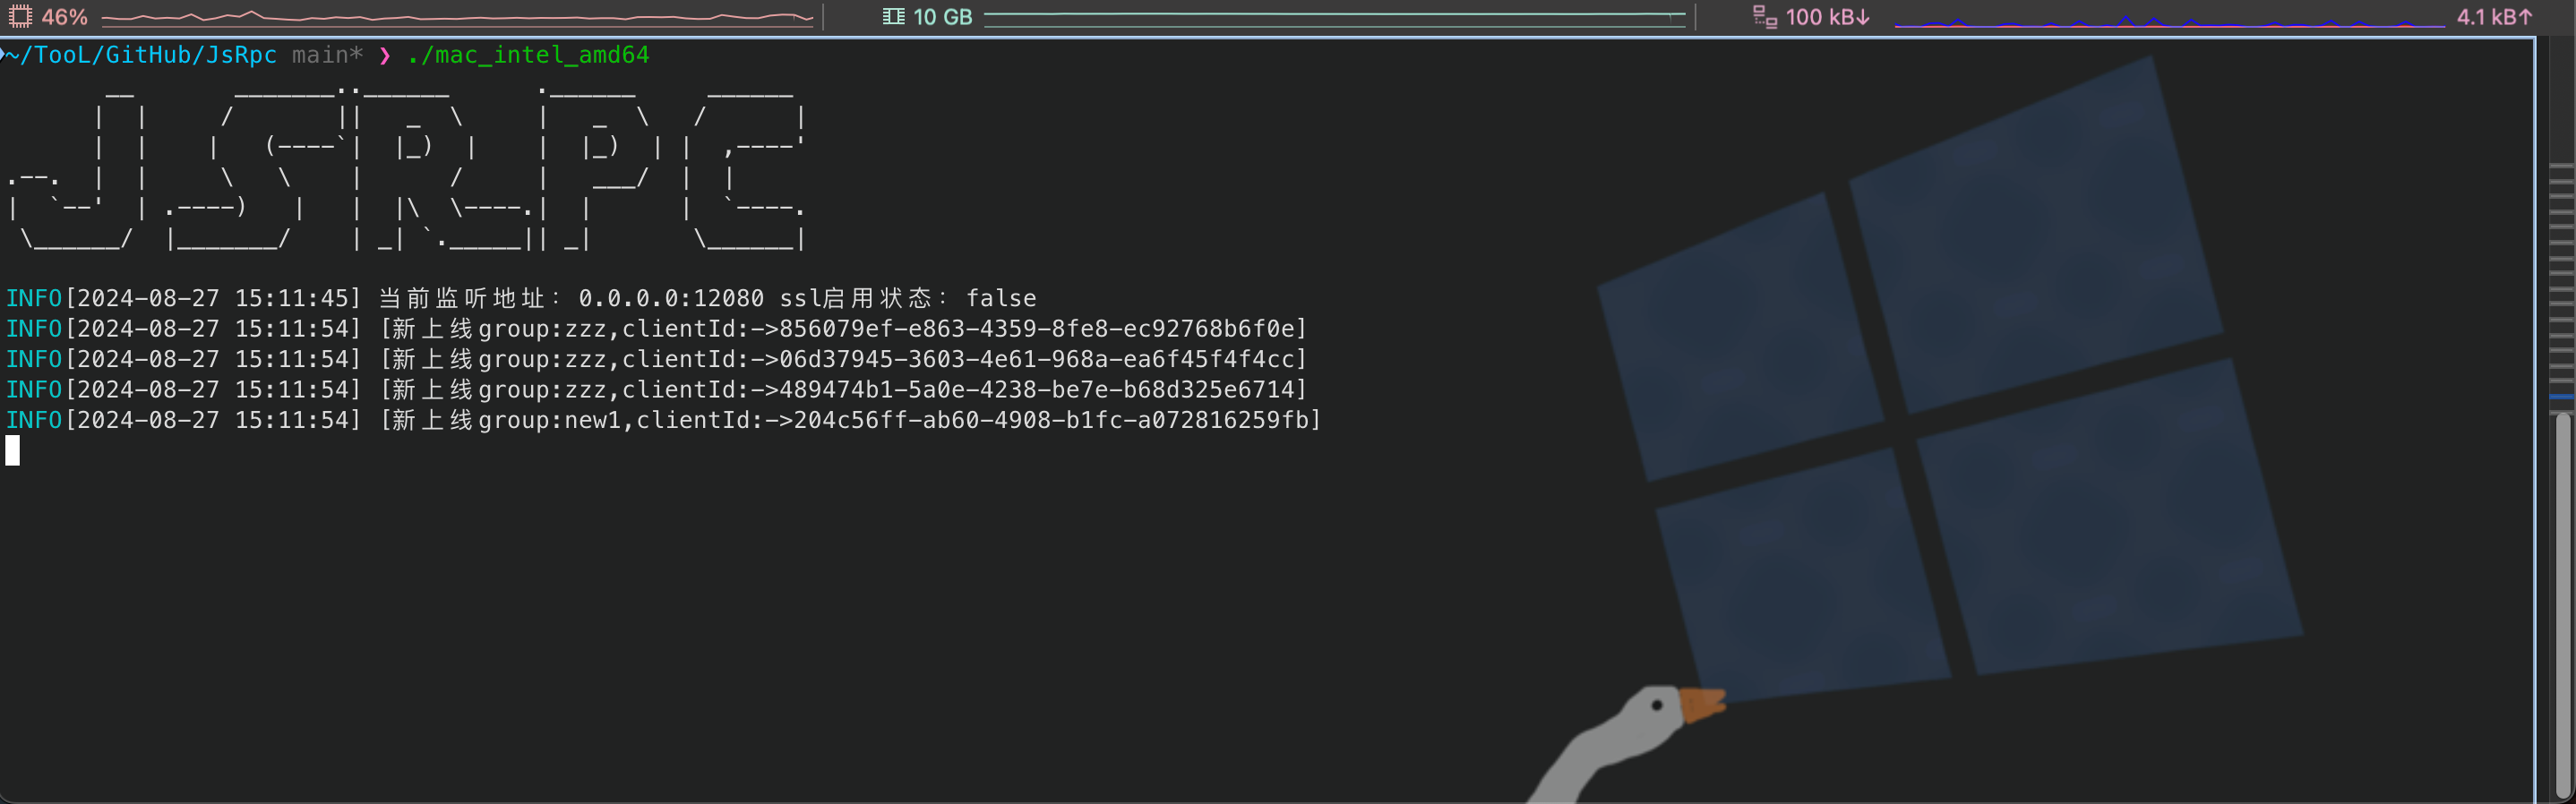 46% 10 GB 100 kB↓ 4.1 kB↑
~/TooL/GitHub/JsRpc main* ❯ ./mac_intel_amd64
JSRPC
INFO[2024-08-27 15:11:45] 当前监听地址：0.0.0.0:12080 ssl启用状态：false
INFO[2024-08-27 15:11:54] [新上线group:zzz,clientId:->856079ef-e863-4359-8fe8-ec92768b6f0e]
INFO[2024-08-27 15:11:54] [新上线group:zzz,clientId:->06d37945-3603-4e61-968a-ea6f45f4f4cc]
INFO[2024-08-27 15:11:54] [新上线group:zzz,clientId:->489474b1-5a0e-4238-be7e-b68d325e6714]
INFO[2024-08-27 15:11:54] [新上线group:new1,clientId:->204c56ff-ab60-4908-b1fc-a072816259fb]